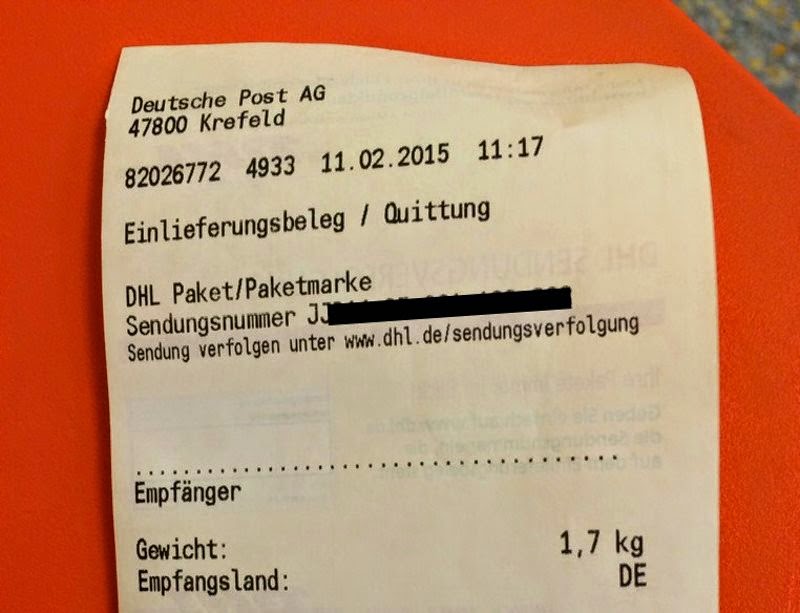 Deutsche Post AG
47800 Krefeld
82026772 4933 11.02.2015 11:17
Einlieferungsbeleg / Quittung
DHL Paket/Paketmarke
Sendungsnummer JJ
Sendung verfolgen unter www.dhl.de/sendungsverfolgung
Empfänger
Gewicht: 1,7 kg
Empfangsland: DE